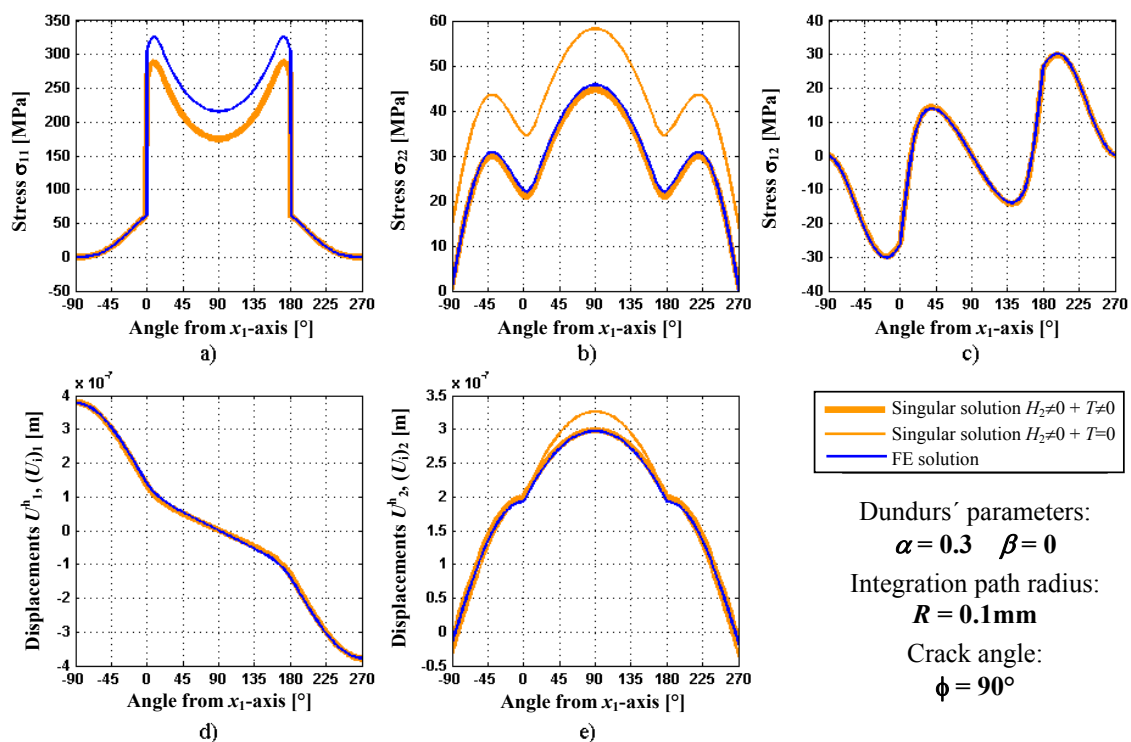 350
300
250
200
150
100
50
0
-50
-90 -45 0 45 90 135 180 225 270
Stress σ11 [MPa]
Angle from x1-axis [°]
a)
60
50
40
30
20
10
0
-90 -45 0 45 90 135 180 225 270
Stress σ22 [MPa]
Angle from x1-axis [°]
b)
40
30
20
10
0
-10
-20
-30
-40
-90 -45 0 45 90 135 180 225 270
Stress σ12 [MPa]
Angle from x1-axis [°]
c)
× 10⁻⁷
4
3
2
1
0
-1
-2
-3
-4
-90 -45 0 45 90 135 180 225 270
Displacements Uʰ1, (Ui)1 [m]
Angle from x1-axis [°]
d)
× 10⁻⁷
3.5
3
2.5
2
1.5
1
0.5
0
-0.5
-90 -45 0 45 90 135 180 225 270
Displacements Uʰ2, (Ui)2 [m]
Angle from x1-axis [°]
e)
Singular solution H2≠0 + T≠0
Singular solution H2≠0 + T=0
FE solution
Dundurs´ parameters:
α = 0.3 β = 0
Integration path radius:
R = 0.1mm
Crack angle:
ϕ = 90°